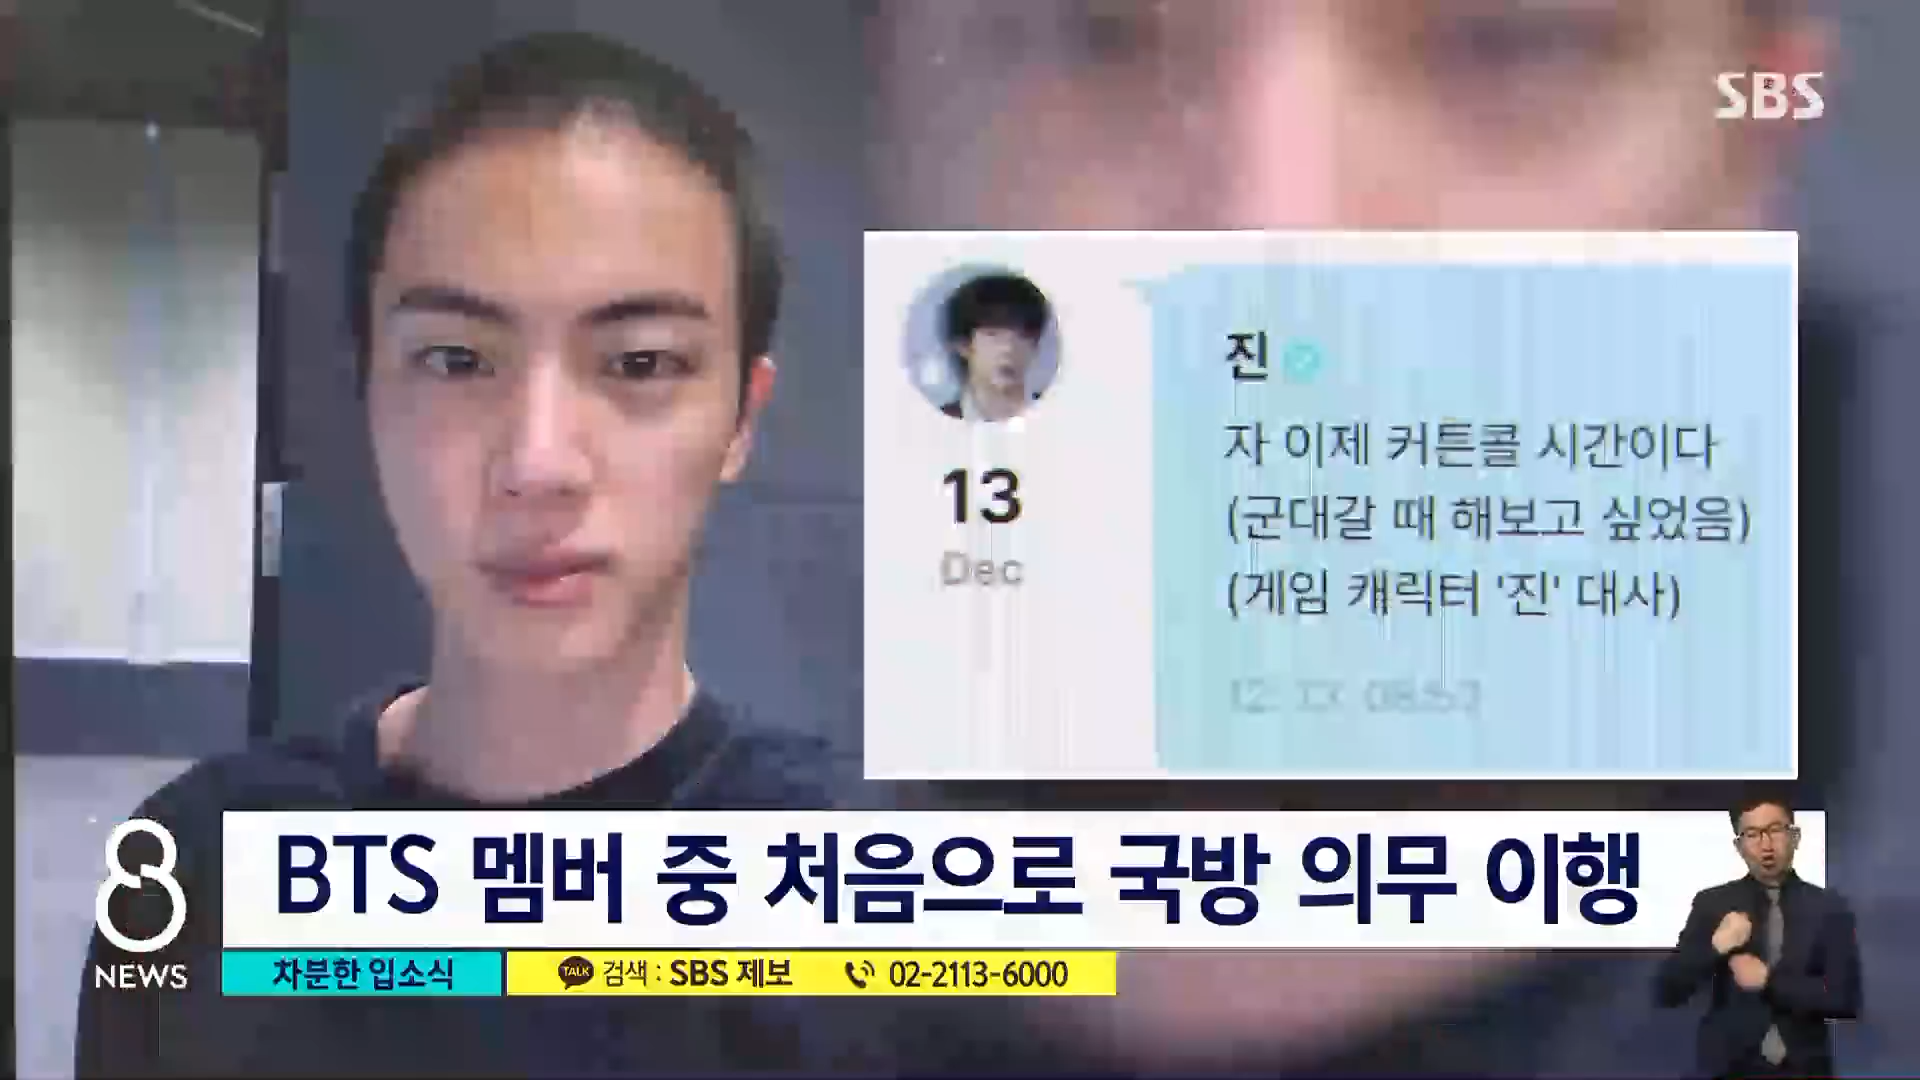 SBS
진
자 이제 커튼콜 시간이다
(군대갈 때 해보고 싶었음)
(게임 캐릭터 '진' 대사)
13
Dec
BTS 멤버 중 처음으로 국방 의무 이행
8
NEWS
차분한 입소식
TALK 검색 : SBS 제보 02-2113-6000